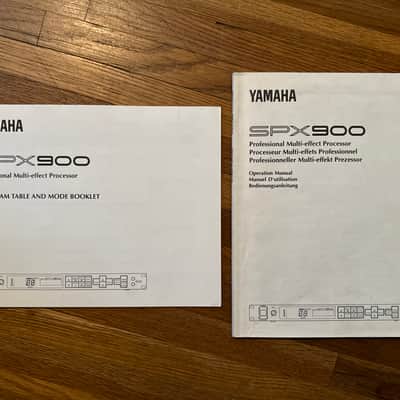 AHA
PX900
onal Multi-effect Processor
AM TABLE AND MODE BOOKLET
YAMAHA
SPX900
Professional Multi-effect Processor
Processeur Multi-effets Professionnel
Professioneller Multi-effekt Prezessor
Operation Manual
Manuel D'utilisation
Bedienungsanleitung